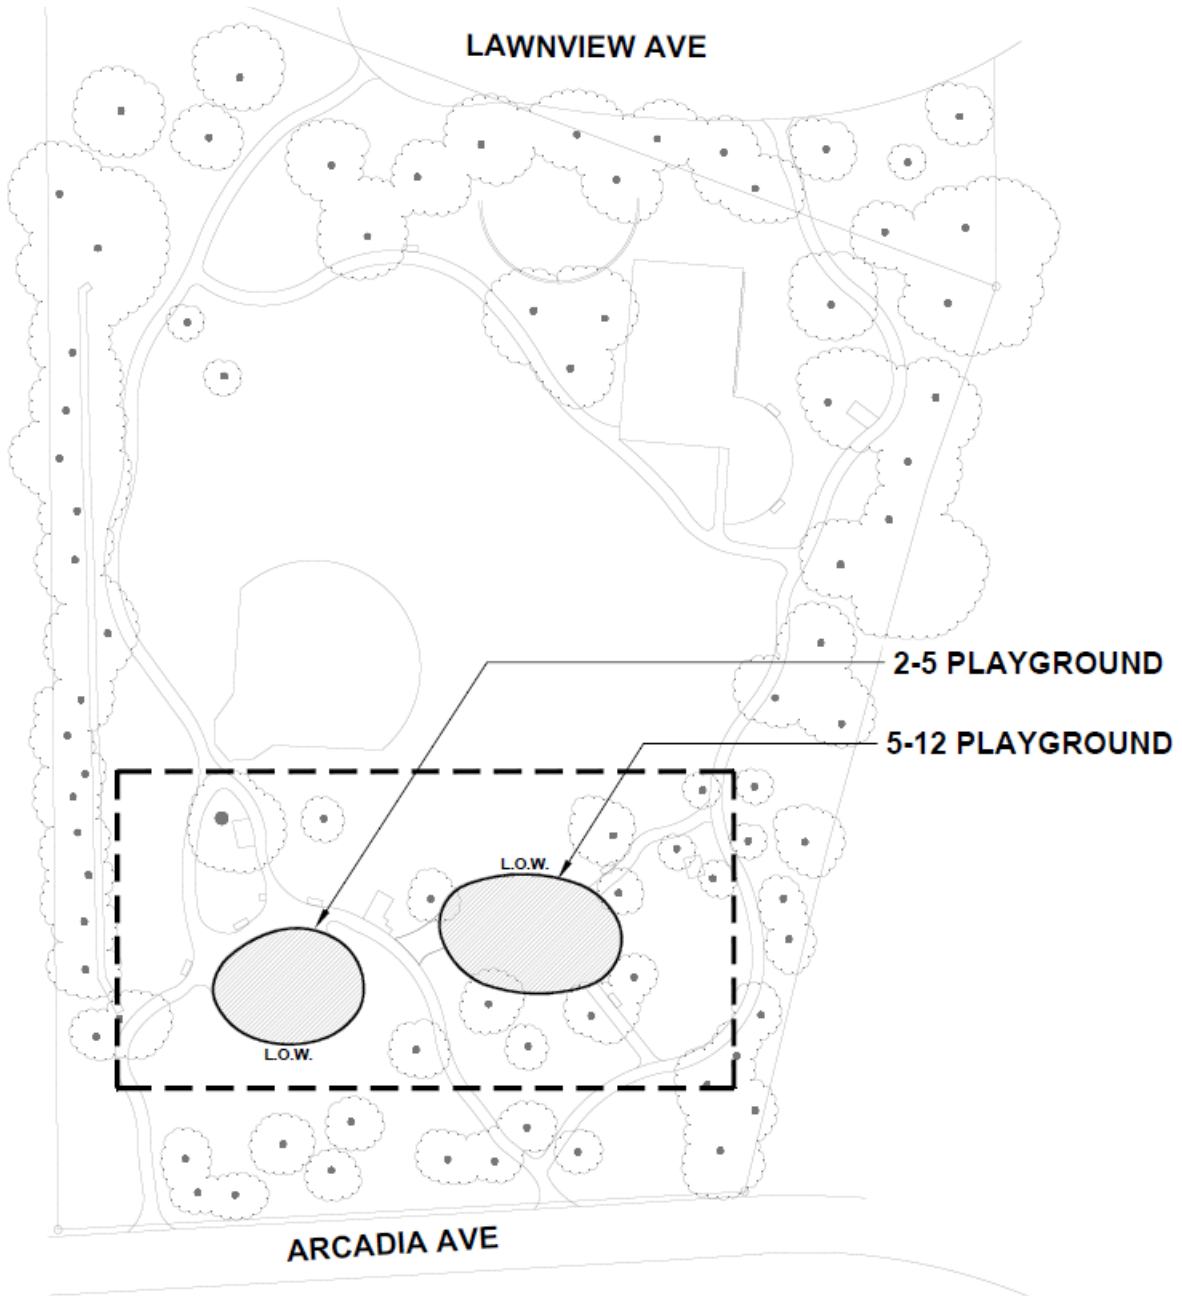 LAWNVIEW AVE
2-5 PLAYGROUND
5-12 PLAYGROUND
L.O.W.
L.O.W.
ARCADIA AVE